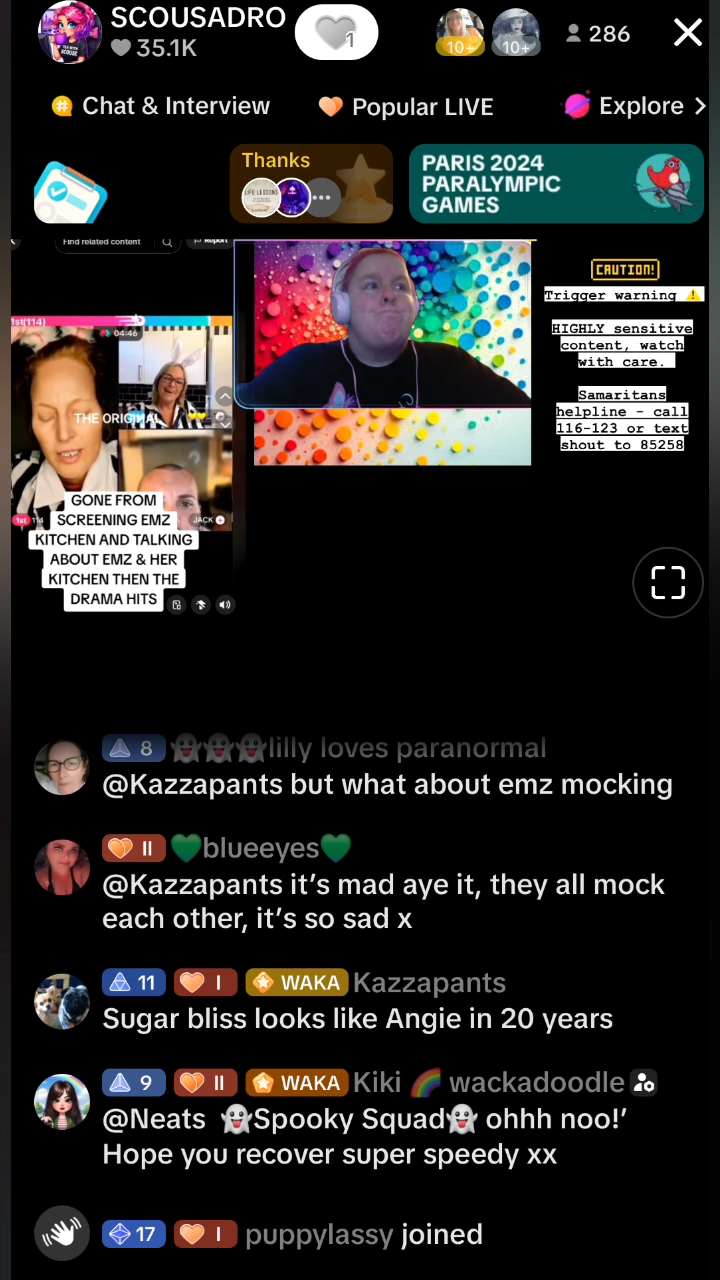 SCOUSADRO
35.1K
1
10+
10+
286
Chat & Interview
Popular LIVE
Explore >
Thanks
LIFE LESSONS
PARIS 2024
PARALYMPIC
GAMES
Find related content
Report
1st(114)
04:46
THE ORIGINAL
GONE FROM
SCREENING EMZ
KITCHEN AND TALKING
ABOUT EMZ & HER
KITCHEN THEN THE
DRAMA HITS
1st 114
JACK
CAUTION!
Trigger warning ⚠️
HIGHLY sensitive
content, watch
with care.
Samaritans
helpline - call
116-123 or text
shout to 85258
8 👻👻👻lilly loves paranormal
@Kazzapants but what about emz mocking
II 💚blueeyes💚
@Kazzapants it's mad aye it, they all mock
each other, it's so sad x
11 I WAKA Kazzapants
Sugar bliss looks like Angie in 20 years
9 II WAKA Kiki 🌈 wackadoodle
@Neats 👻Spooky Squad👻 ohhh noo!'
Hope you recover super speedy xx
17 I puppylassy joined